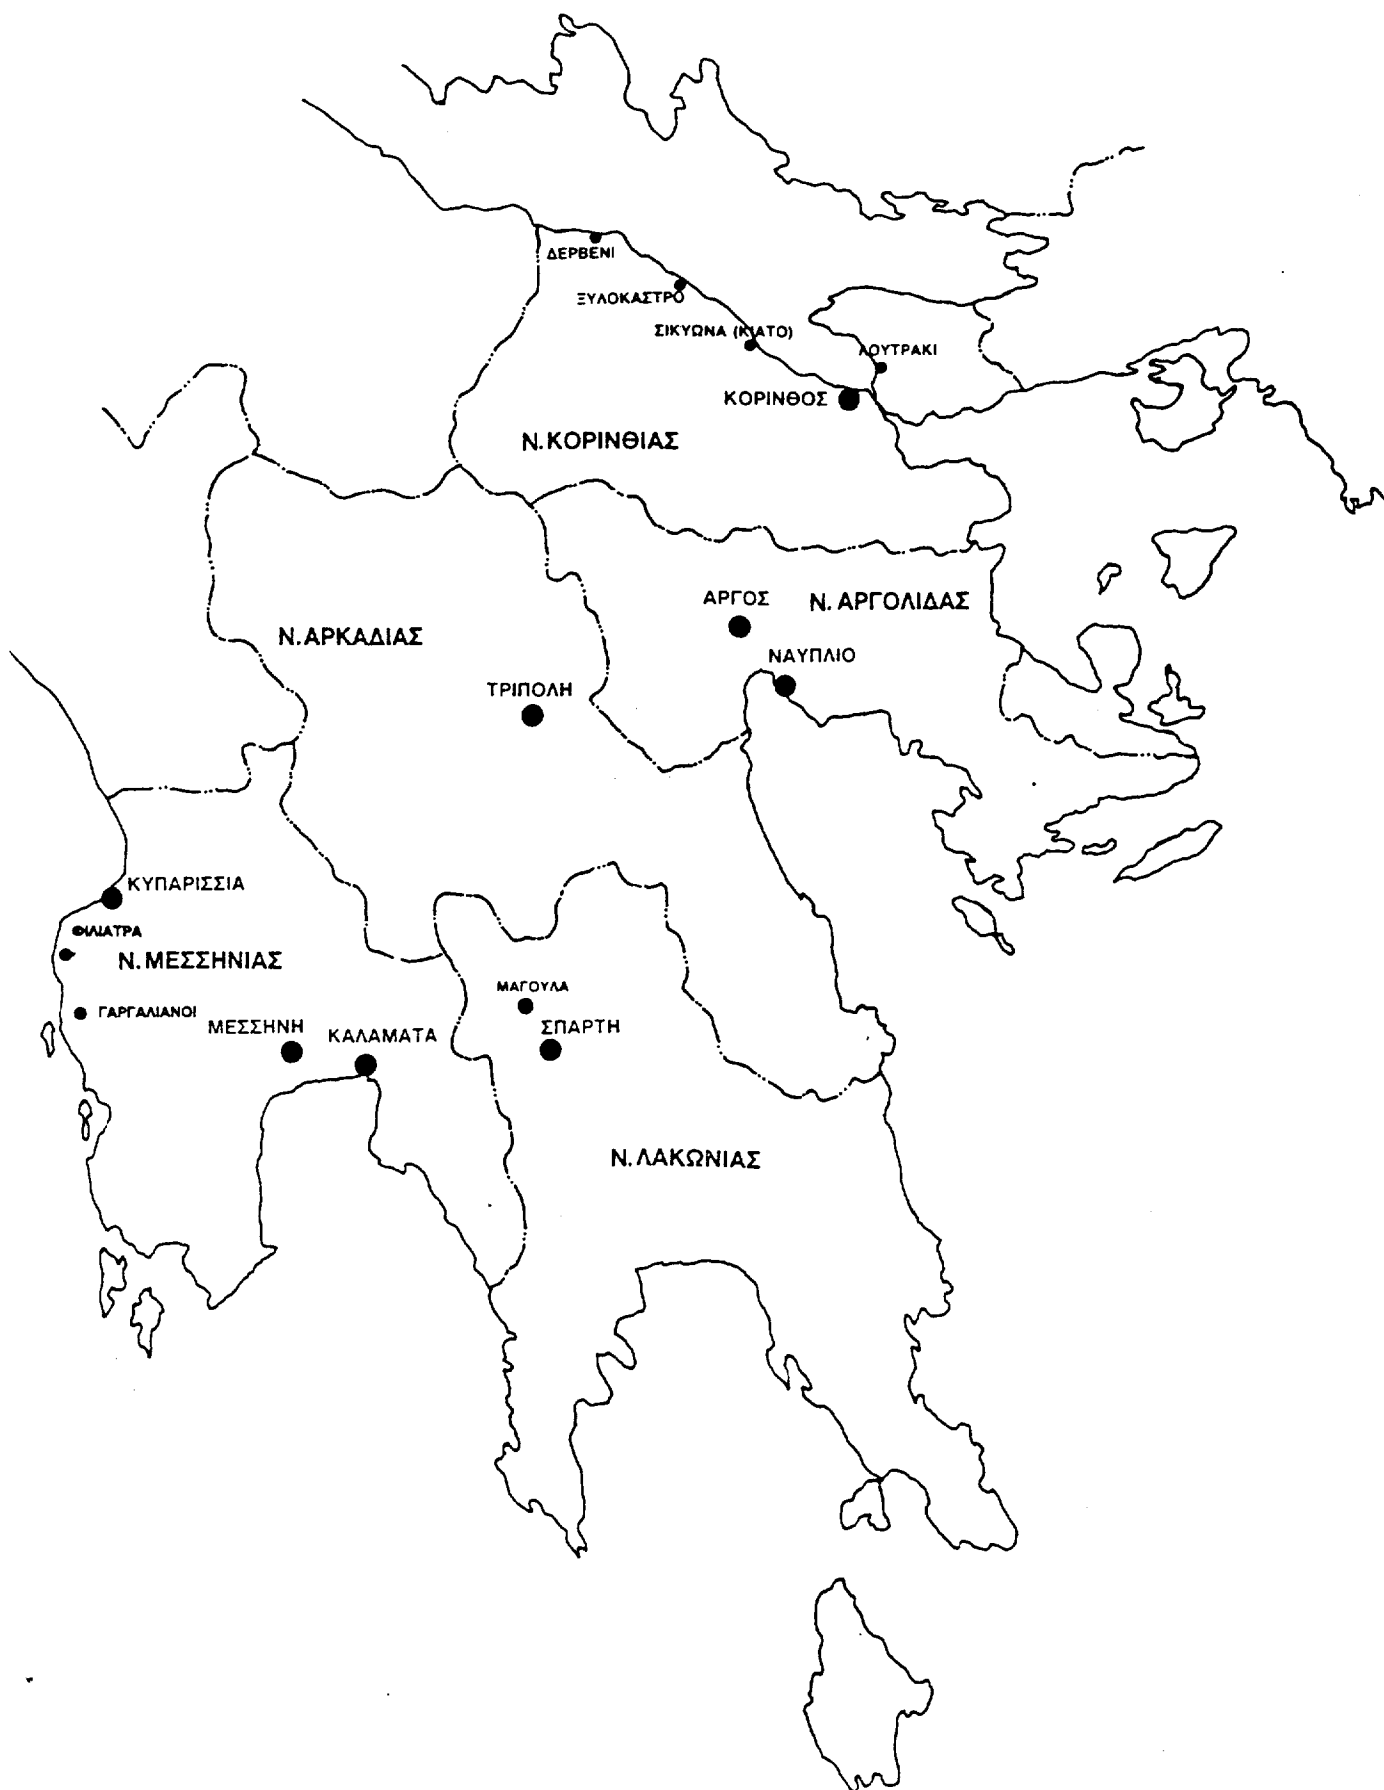 ΔΕΡΒΕΝΙ
ΞΥΛΟΚΑΣΤΡΟ
ΣΙΚΥΩΝΑ (ΚΙΑΤΟ)
ΛΟΥΤΡΑΚΙ
ΚΟΡΙΝΘΟΣ
Ν. ΚΟΡΙΝΘΙΑΣ
ΑΡΓΟΣ
Ν. ΑΡΓΟΛΙΔΑΣ
Ν. ΑΡΚΑΔΙΑΣ
ΝΑΥΠΛΙΟ
ΤΡΙΠΟΛΗ
ΚΥΠΑΡΙΣΣΙΑ
ΦΙΛΙΑΤΡΑ
Ν. ΜΕΣΣΗΝΙΑΣ
ΜΑΓΟΥΛΑ
ΓΑΡΓΑΛΙΑΝΟΙ
ΜΕΣΣΗΝΗ
ΚΑΛΑΜΑΤΑ
ΣΠΑΡΤΗ
Ν. ΛΑΚΩΝΙΑΣ